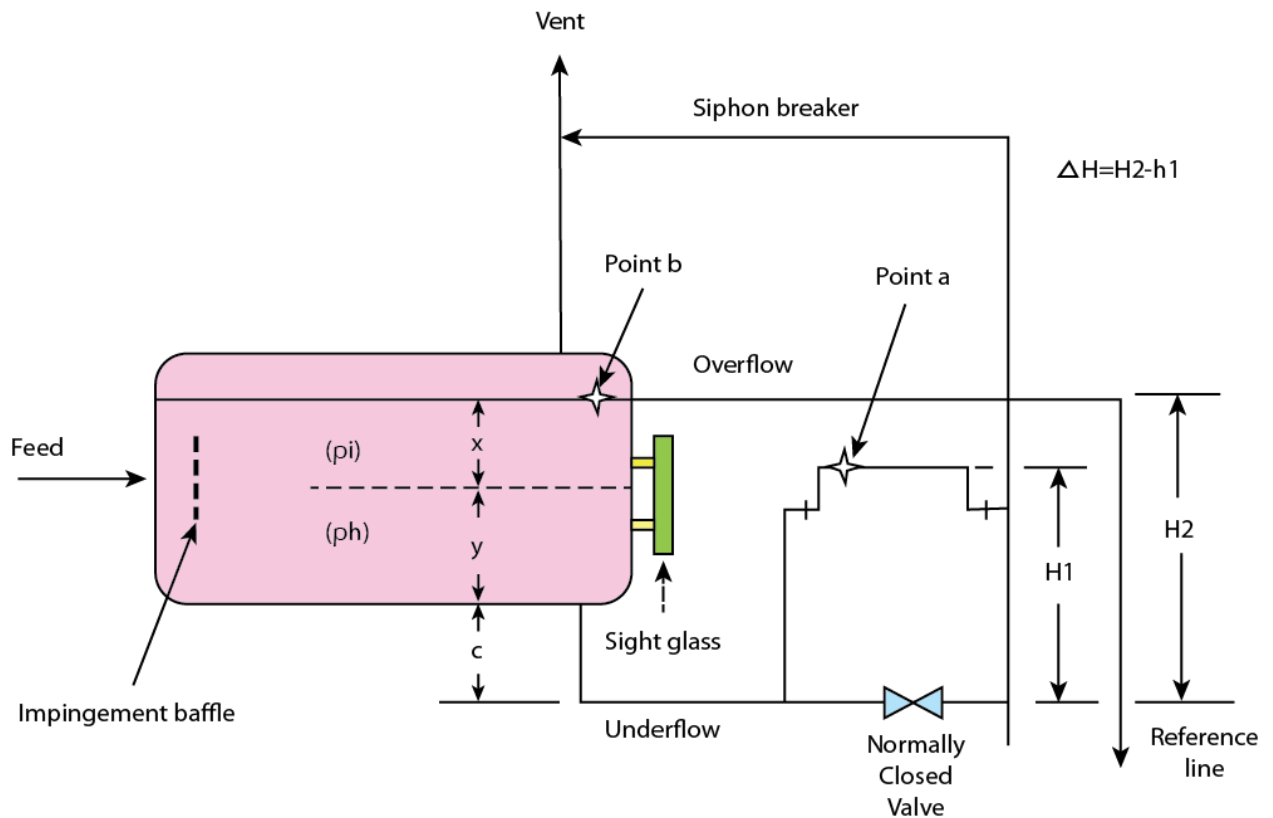 Vent
Siphon breaker
△H=H2-h1
Point b
Point a
Overflow
Feed
(pi)
x
H2
(ph)
y
H1
Sight glass
c
Impingement baffle
Underflow
Normally
Closed
Valve
Reference
line